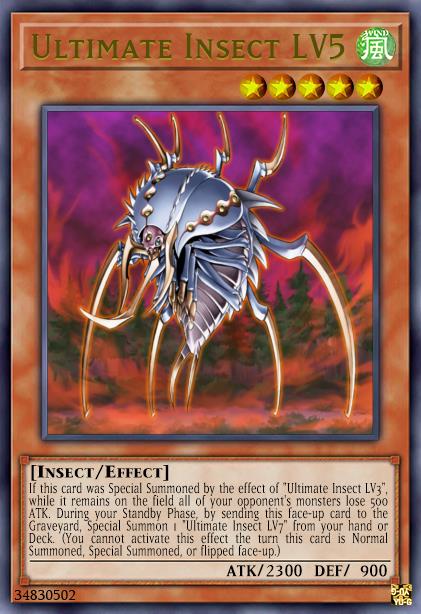 Ultimate Insect LV5
WIND
風
[Insect/Effect]
If this card was Special Summoned by the effect of "Ultimate Insect LV3",
while it remains on the field all of your opponent's monsters lose 500
ATK. During your Standby Phase, by sending this face-up card to the
Graveyard, Special Summon 1 "Ultimate Insect LV7" from your hand or
Deck. (You cannot activate this effect the turn this card is Normal
Summoned, Special Summoned, or flipped face-up.)
ATK/2300 DEF/ 900
34830502